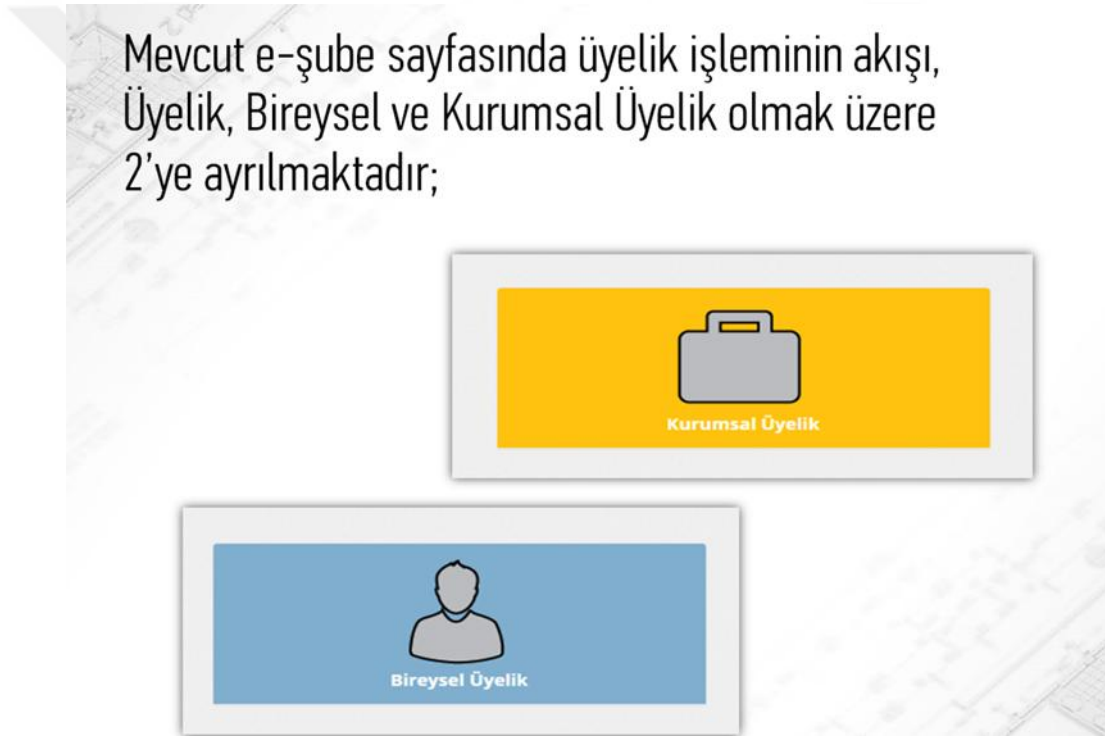 Mevcut e-şube sayfasında üyelik işleminin akışı,
Üyelik, Bireysel ve Kurumsal Üyelik olmak üzere
2’ye ayrılmaktadır;
Kurumsal Üyelik
Bireysel Üyelik